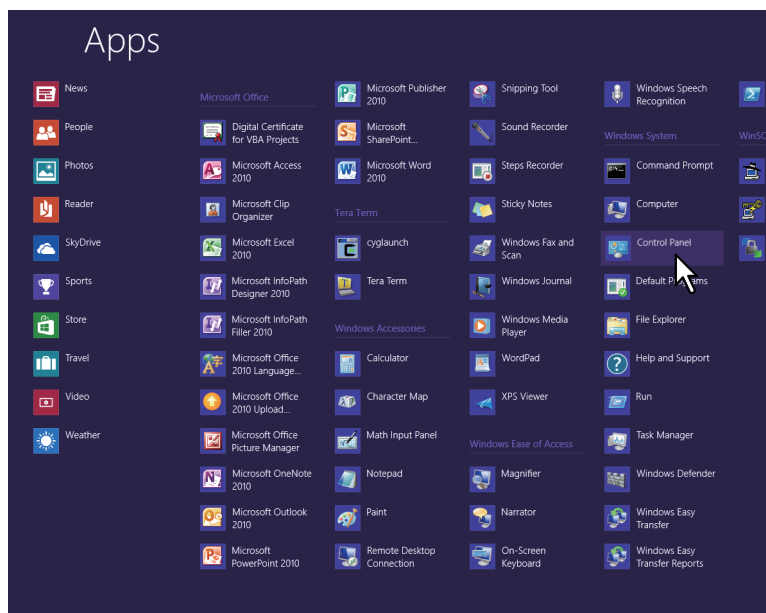 Apps
News
People
Photos
Reader
SkyDrive
Sports
Store
Travel
Video
Weather
Microsoft Office
Digital Certificate
for VBA Projects
Microsoft Access
2010
Microsoft Clip
Organizer
Microsoft Excel
2010
Microsoft InfoPath
Designer 2010
Microsoft InfoPath
Filler 2010
Microsoft Office
2010 Language...
Microsoft Office
2010 Upload...
Microsoft Office
Picture Manager
Microsoft OneNote
2010
Microsoft Outlook
2010
Microsoft
PowerPoint 2010
Microsoft Publisher
2010
Microsoft
SharePoint...
Microsoft Word
2010
Tera Term
cyglaunch
Tera Term
Windows Accessories
Calculator
Character Map
Math Input Panel
Notepad
Paint
Remote Desktop
Connection
Snipping Tool
Sound Recorder
Steps Recorder
Sticky Notes
Windows Fax and
Scan
Windows Journal
Windows Media
Player
WordPad
XPS Viewer
Windows Ease of Access
Magnifier
Narrator
On-Screen
Keyboard
Windows Speech
Recognition
Windows System
Command Prompt
Computer
Control Panel
Default Programs
File Explorer
Help and Support
Run
Task Manager
Windows Defender
Windows Easy
Transfer
Windows Easy
Transfer Reports